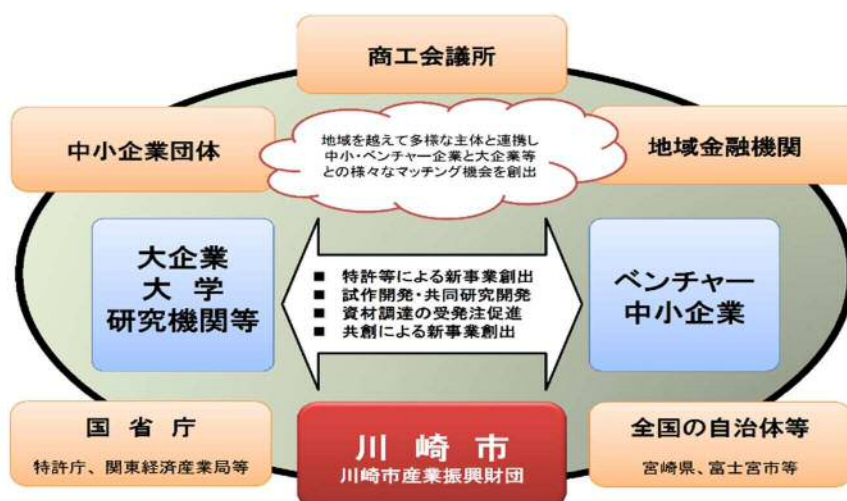 商工会議所
中小企業団体
地域を越えて多様な主体と連携し
中小・ベンチャー企業と大企業等
との様々なマッチング機会を創出
地域金融機関
大企業
大 学
研究機関等
■ 特許等による新事業創出
■ 試作開発・共同研究開発
■ 資材調達の受発注促進
■ 共創による新事業創出
ベンチャー
中小企業
国 省 庁
特許庁、関東経済産業局等
川 崎 市
川崎市産業振興財団
全国の自治体等
宮崎県、富士宮市等